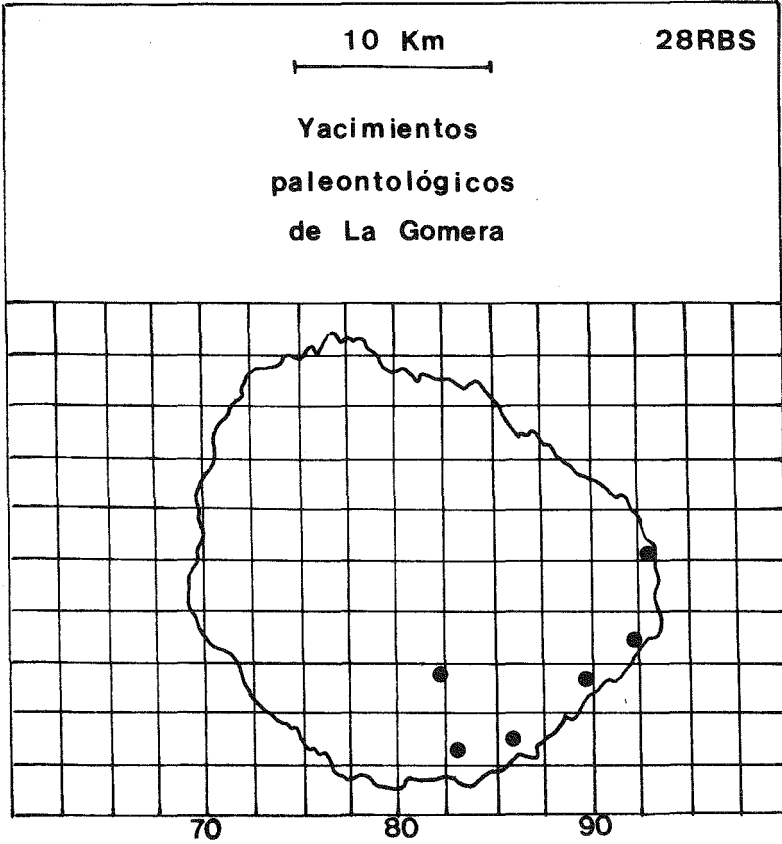 10 Km
28RBS
Yacimientos
paleontológicos
de La Gomera
70 80 90